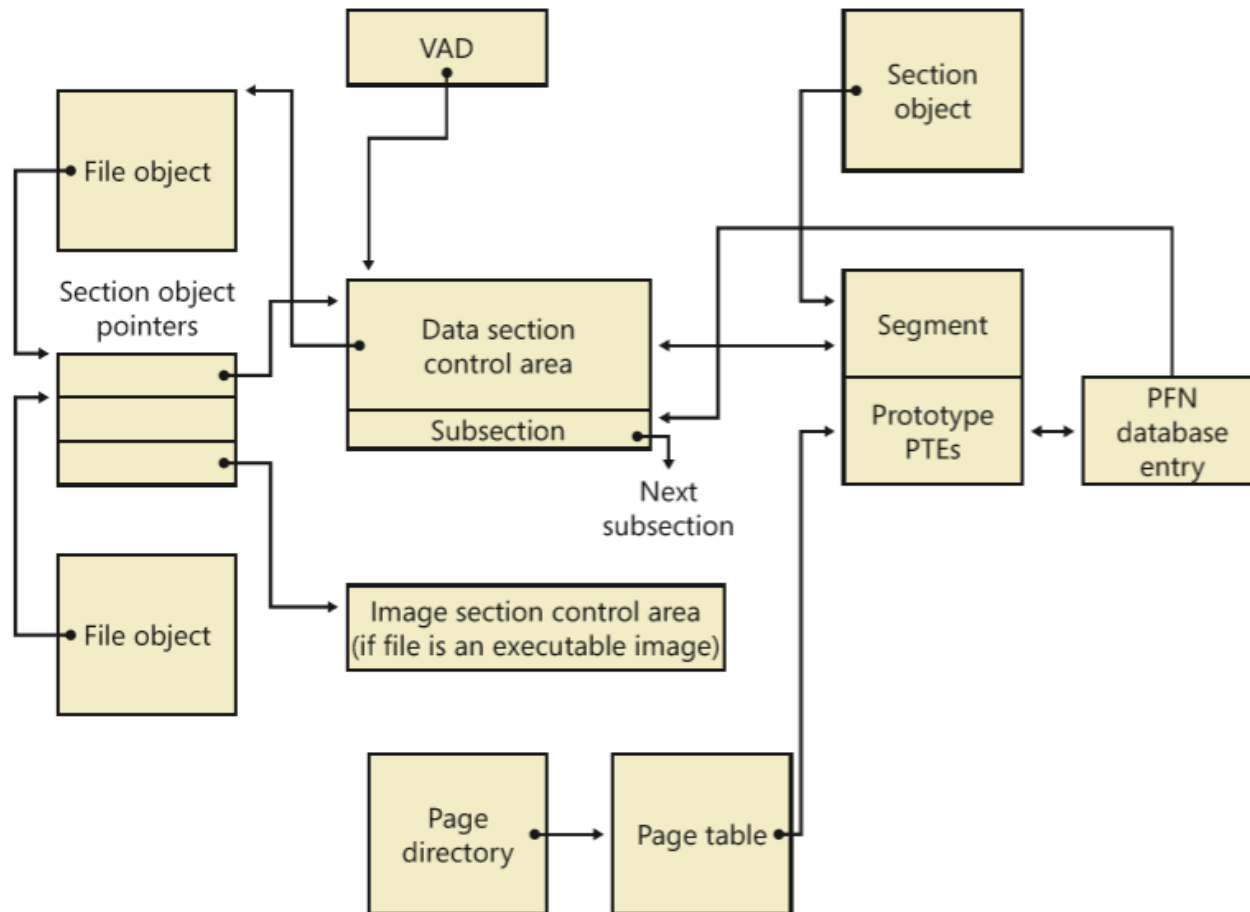 VAD
Section
object
File object
Section object
pointers
Data section
control area
Segment
Subsection
Prototype
PTEs
PFN
database
entry
Next
subsection
File object
Image section control area
(if file is an executable image)
Page
directory
Page table